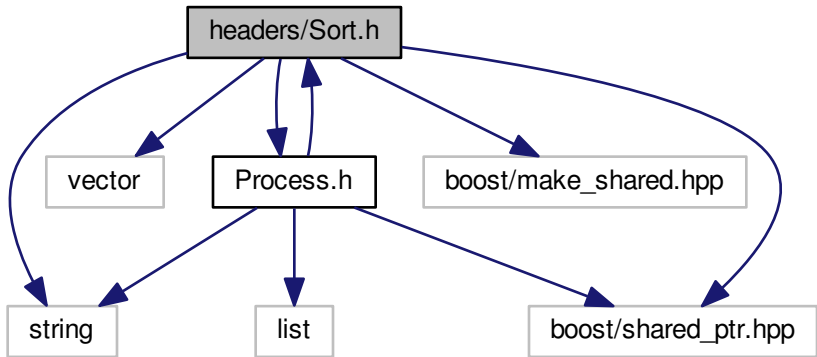 headers/Sort.h
vector
Process.h
boost/make_shared.hpp
string
list
boost/shared_ptr.hpp